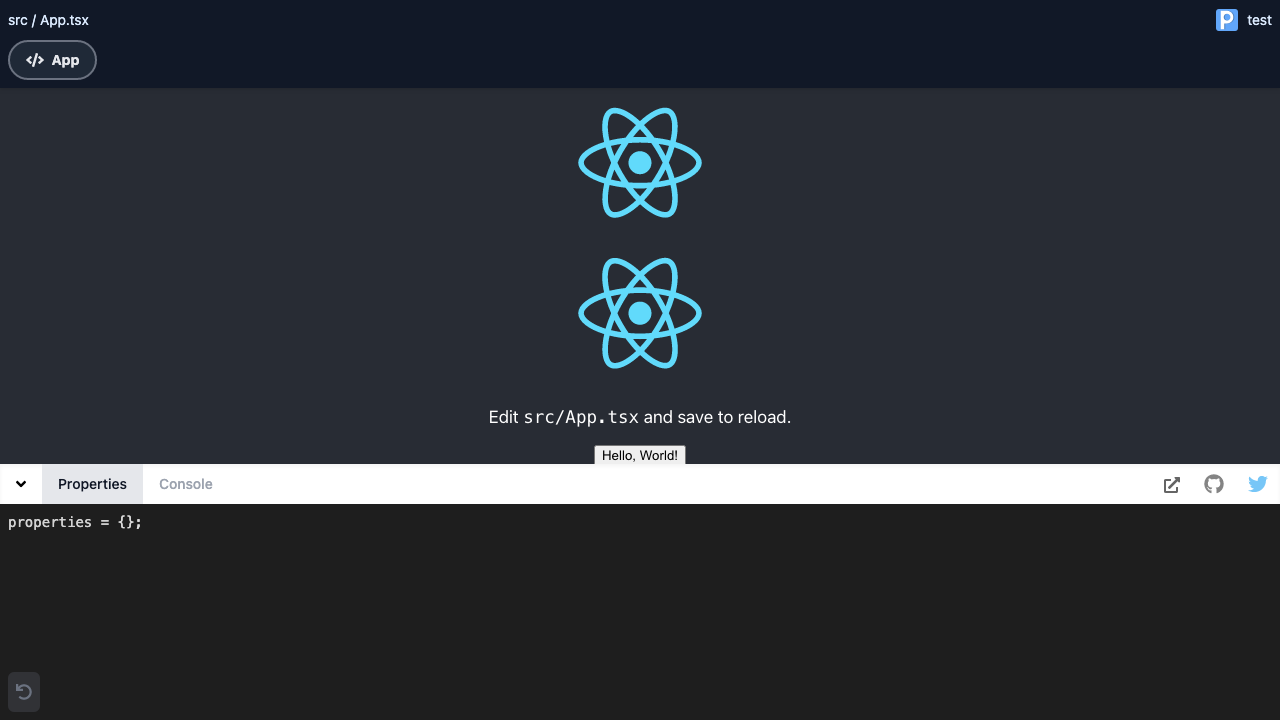 src / App.tsx
P test
</> App
Edit src/App.tsx and save to reload.
Hello, World!
Properties Console
properties = {};